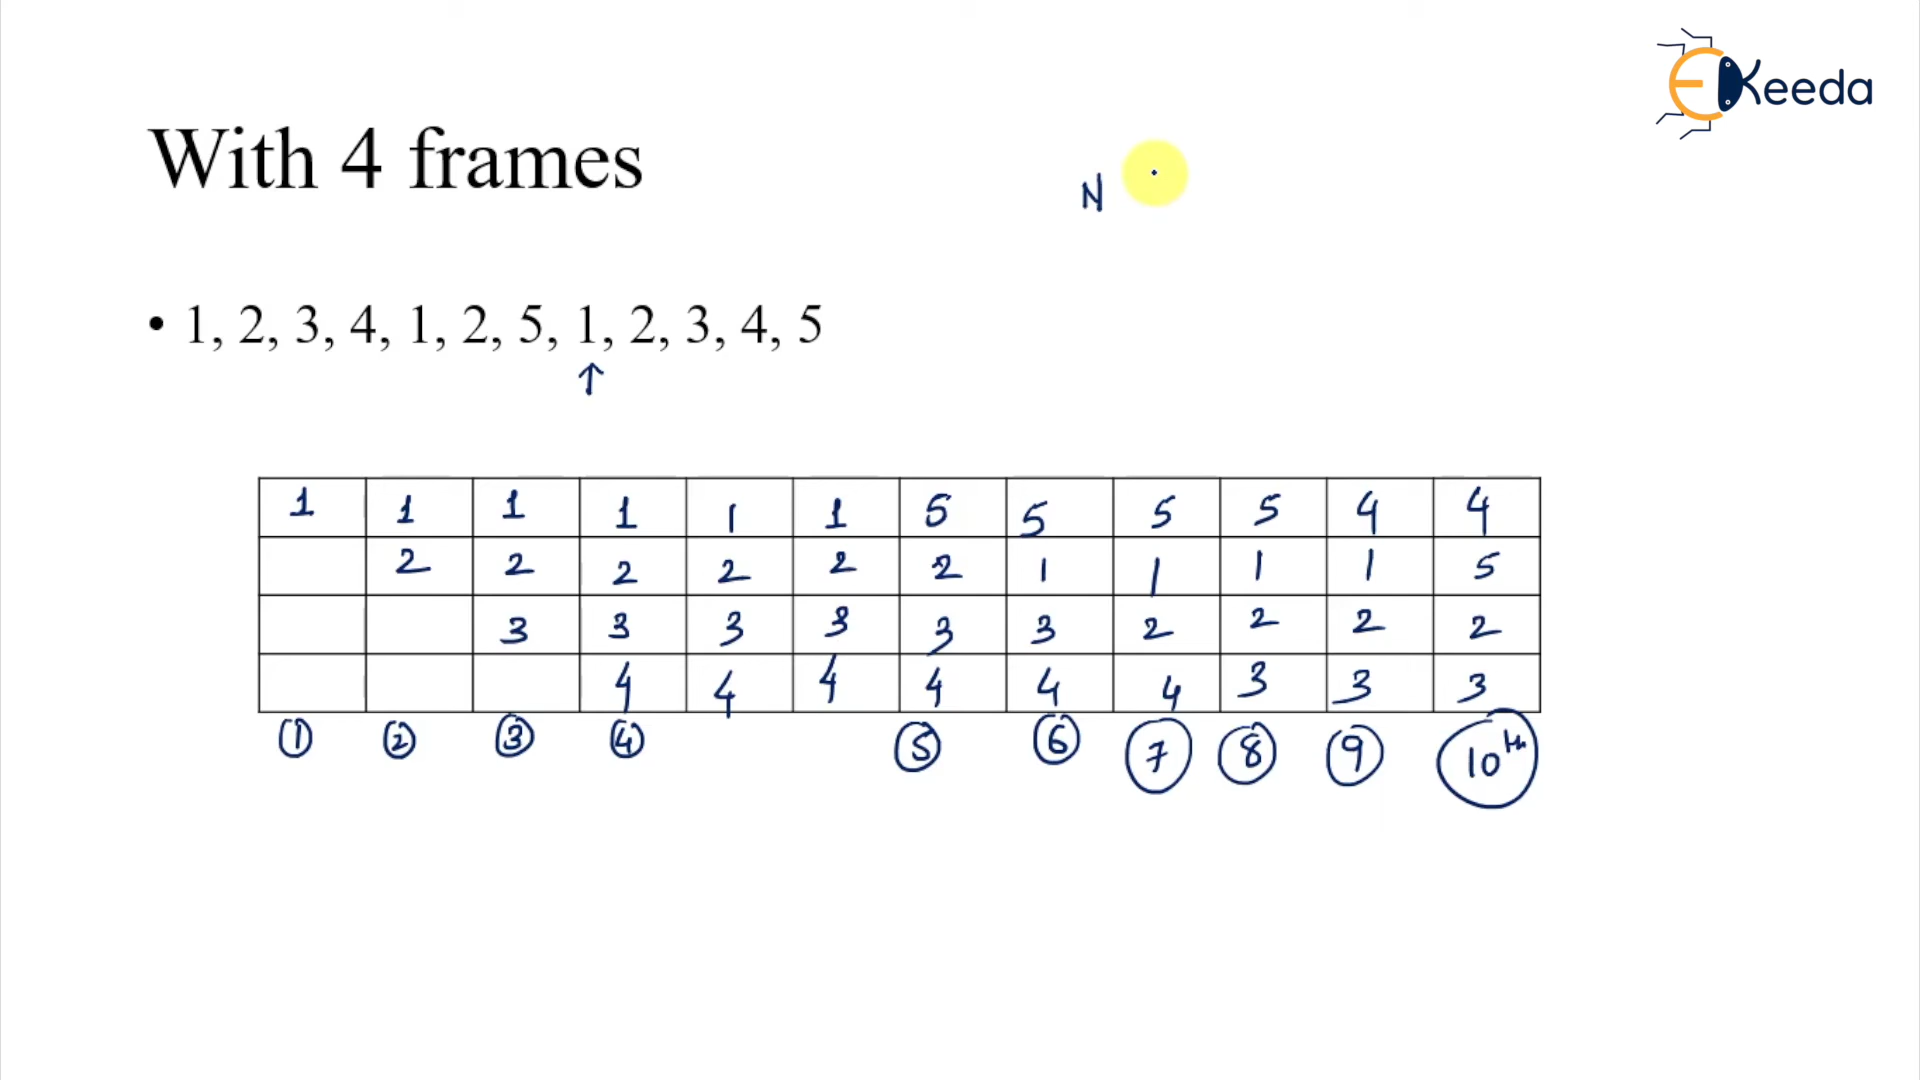 EKeeda
With 4 frames
N
• 1, 2, 3, 4, 1, 2, 5, 1, 2, 3, 4, 5
↑
1 1 1 1 1 1 5 5 5 5 4 4
2 2 2 2 2 2 1 1 1 1 5
3 3 3 3 3 3 2 2 2 2
4 4 4 4 4 4 3 3 3
1 2 3 4 5 6 7 8 9 10th